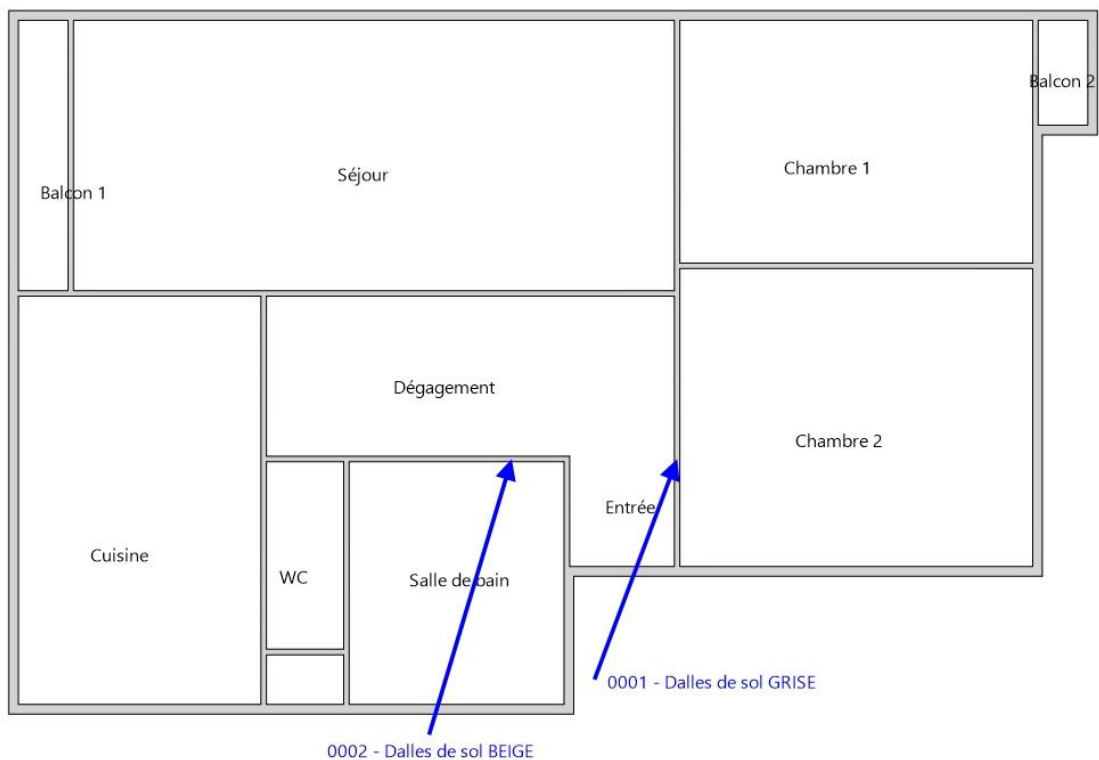 Balcon 2
Chambre 1
Séjour
Balcon 1
Dégagement
Chambre 2
Entrée
Cuisine
WC
Salle de bain
0001 - Dalles de sol GRISE
0002 - Dalles de sol BEIGE